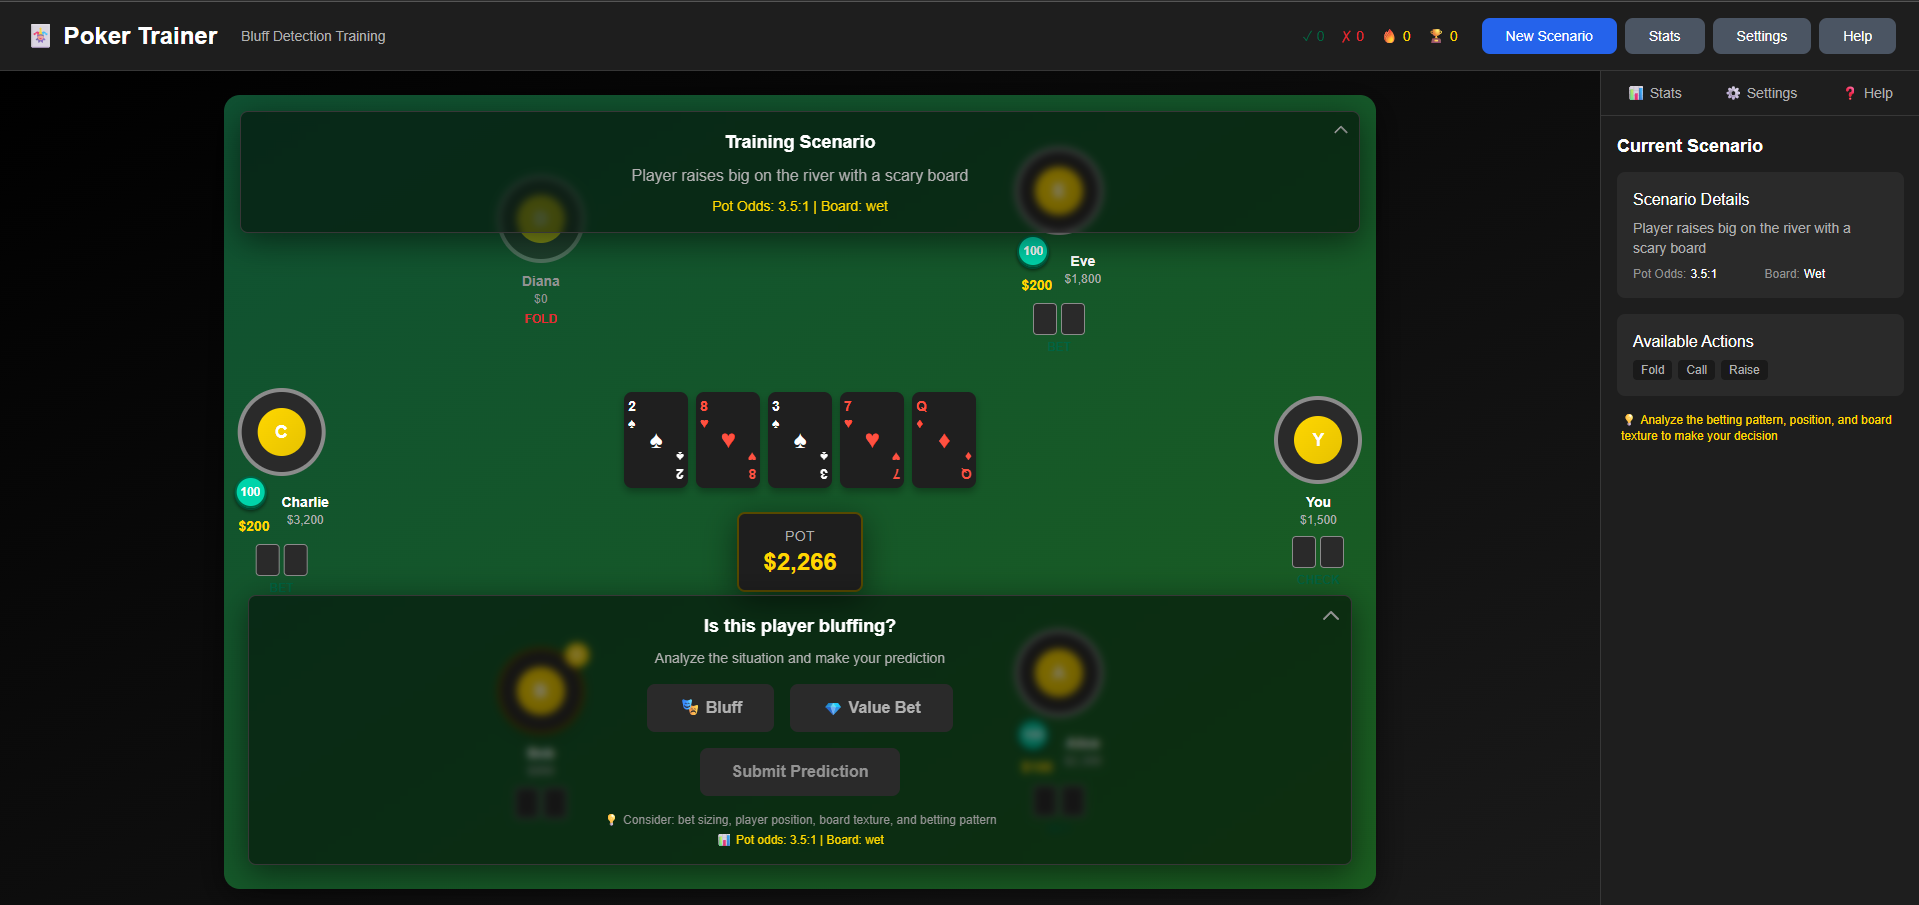 Poker Trainer
Bluff Detection Training
✓ 0
✗ 0
0
0
New Scenario
Stats
Settings
Help
Stats
Settings
Help
Training Scenario
Player raises big on the river with a scary board
Pot Odds: 3.5:1 | Board: wet
Diana
$0
FOLD
100
$200
Eve
$1,800
C
100
$200
Charlie
$3,200
2
2
8
8
3
3
7
7
Q
Q
POT
$2,266
Y
You
$1,500
Is this player bluffing?
Analyze the situation and make your prediction
Bluff
Value Bet
Submit Prediction
Consider: bet sizing, player position, board texture, and betting pattern
Pot odds: 3.5:1 | Board: wet
Current Scenario
Scenario Details
Player raises big on the river with a
scary board
Pot Odds: 3.5:1
Board: Wet
Available Actions
Fold
Call
Raise
Analyze the betting pattern, position, and board
texture to make your decision